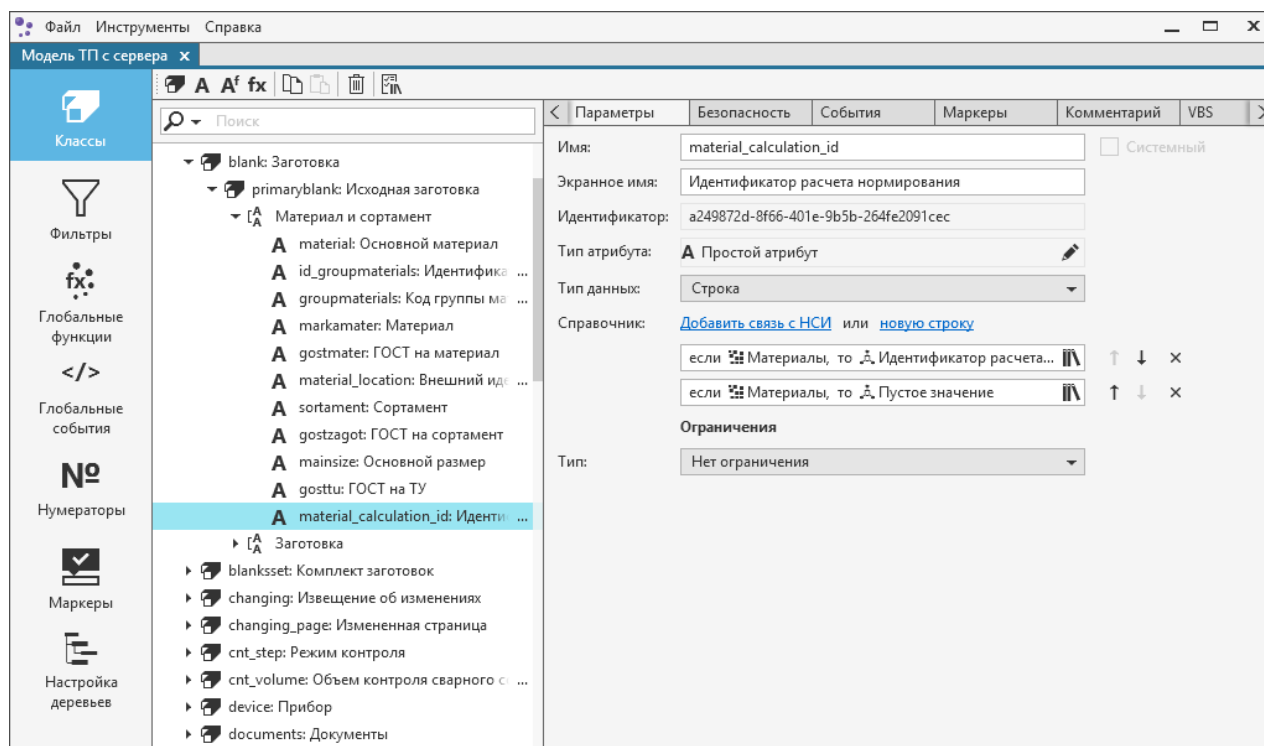 Файл Инструменты Справка
Модель ТП с сервера x
A Af fx
Классы
Фильтры
fx
Глобальные
функции
</>
Глобальные
события
№
Нумераторы
Маркеры
Настройка
деревьев
Поиск
blank: Заготовка
primaryblank: Исходная заготовка
Материал и сортамент
A material: Основной материал
A id_groupmaterials: Идентифика ...
A groupmaterials: Код группы ма ...
A markamater: Материал
A gostmater: ГОСТ на материал
A material_location: Внешний иде ...
A sortament: Сортамент
A gostzagot: ГОСТ на сортамент
A mainsize: Основной размер
A gosttu: ГОСТ на ТУ
A material_calculation_id: Иденти ...
Заготовка
blanksset: Комплект заготовок
changing: Извещение об изменениях
changing_page: Измененная страница
cnt_step: Режим контроля
cnt_volume: Объем контроля сварного с ...
device: Прибор
documents: Документы
Параметры Безопасность События Маркеры Комментарий VBS
Имя: material_calculation_id Системный
Экранное имя: Идентификатор расчета нормирования
Идентификатор: a249872d-8f66-401e-9b5b-264fe2091cec
Тип атрибута: A Простой атрибут
Тип данных: Строка
Справочник: Добавить связь с НСИ или новую строку
если Материалы, то Идентификатор расчета...
если Материалы, то Пустое значение
Ограничения
Тип: Нет ограничения